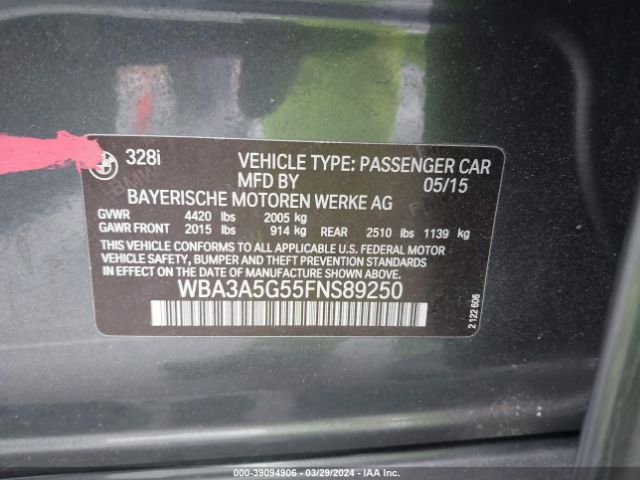 328i VEHICLE TYPE: PASSENGER CAR
MFD BY 05/15
BAYERISCHE MOTOREN WERKE AG
GVWR 4420 lbs 2005 kg
GAWR FRONT 2015 lbs 914 kg REAR 2510 lbs 1139 kg
THIS VEHICLE CONFORMS TO ALL APPLICABLE U.S. FEDERAL MOTOR
VEHICLE SAFETY, BUMPER AND THEFT PREVENTION STANDARDS
IN EFFECT ON THE DATE OF MANUFACTURE SHOWN ABOVE.
WBA3A5G55FNS89250
2 122 606
000-39094906 - 03/29/2024 - IAA Inc.